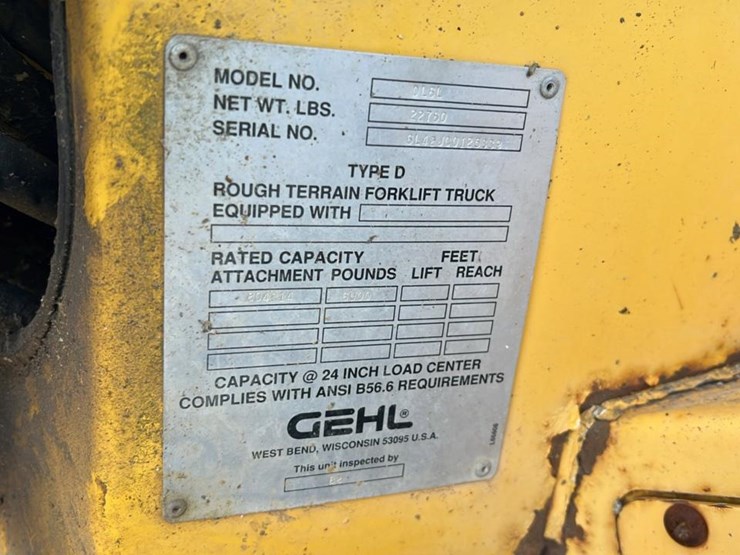 MODEL NO.
NET WT. LBS. 22750
SERIAL NO.
TYPE D
ROUGH TERRAIN FORKLIFT TRUCK
EQUIPPED WITH
RATED CAPACITY FEET
ATTACHMENT POUNDS LIFT REACH
CAPACITY @ 24 INCH LOAD CENTER
COMPLIES WITH ANSI B56.6 REQUIREMENTS
GEHL®
WEST BEND, WISCONSIN 53095 U.S.A.
This unit inspected by